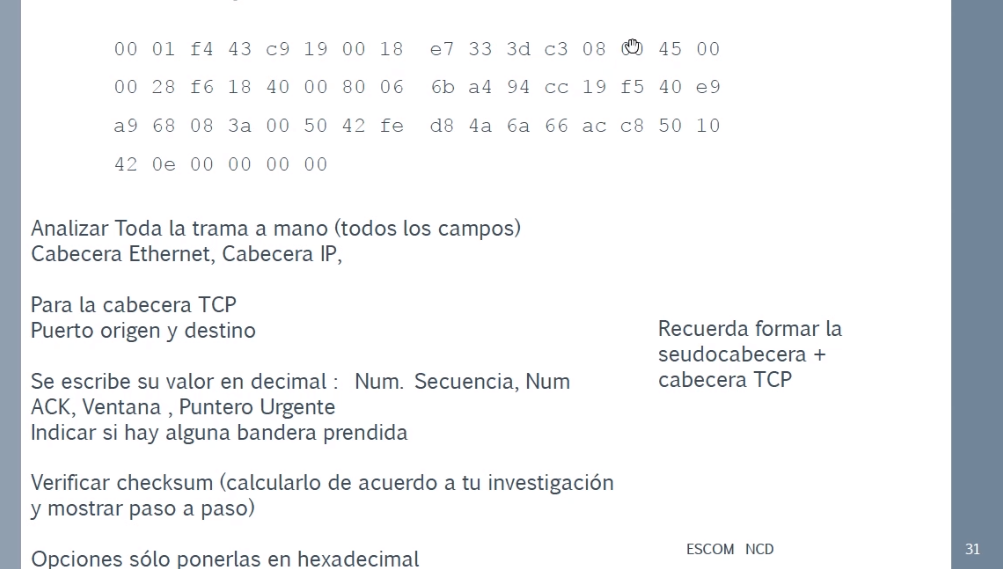 00 01 f4 43 c9 19 00 18 e7 33 3d c3 08 45 00
00 28 f6 18 40 00 80 06 6b a4 94 cc 19 f5 40 e9
a9 68 08 3a 00 50 42 fe d8 4a 6a 66 ac c8 50 10
42 0e 00 00 00 00
Analizar Toda la trama a mano (todos los campos)
Cabecera Ethernet, Cabecera IP,
Para la cabecera TCP
Puerto origen y destino
Se escribe su valor en decimal : Num. Secuencia, Num
ACK, Ventana , Puntero Urgente
Indicar si hay alguna bandera prendida
Verificar checksum (calcularlo de acuerdo a tu investigación
y mostrar paso a paso)
Opciones sólo ponerlas en hexadecimal
Recuerda formar la
seudocabecera +
cabecera TCP
ESCOM NCD
31